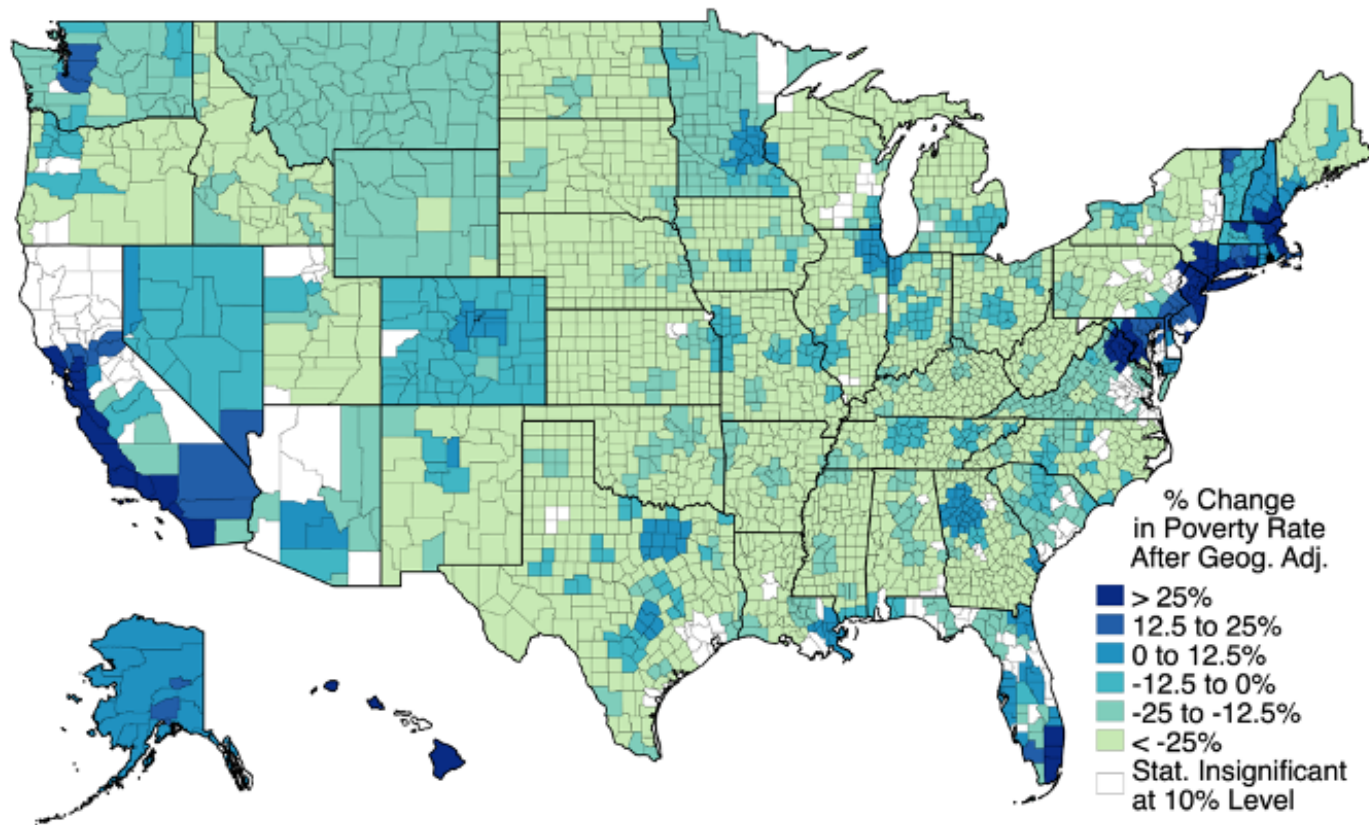 % Change
in Poverty Rate
After Geog. Adj.
> 25%
12.5 to 25%
0 to 12.5%
-12.5 to 0%
-25 to -12.5%
< -25%
Stat. Insignificant
at 10% Level